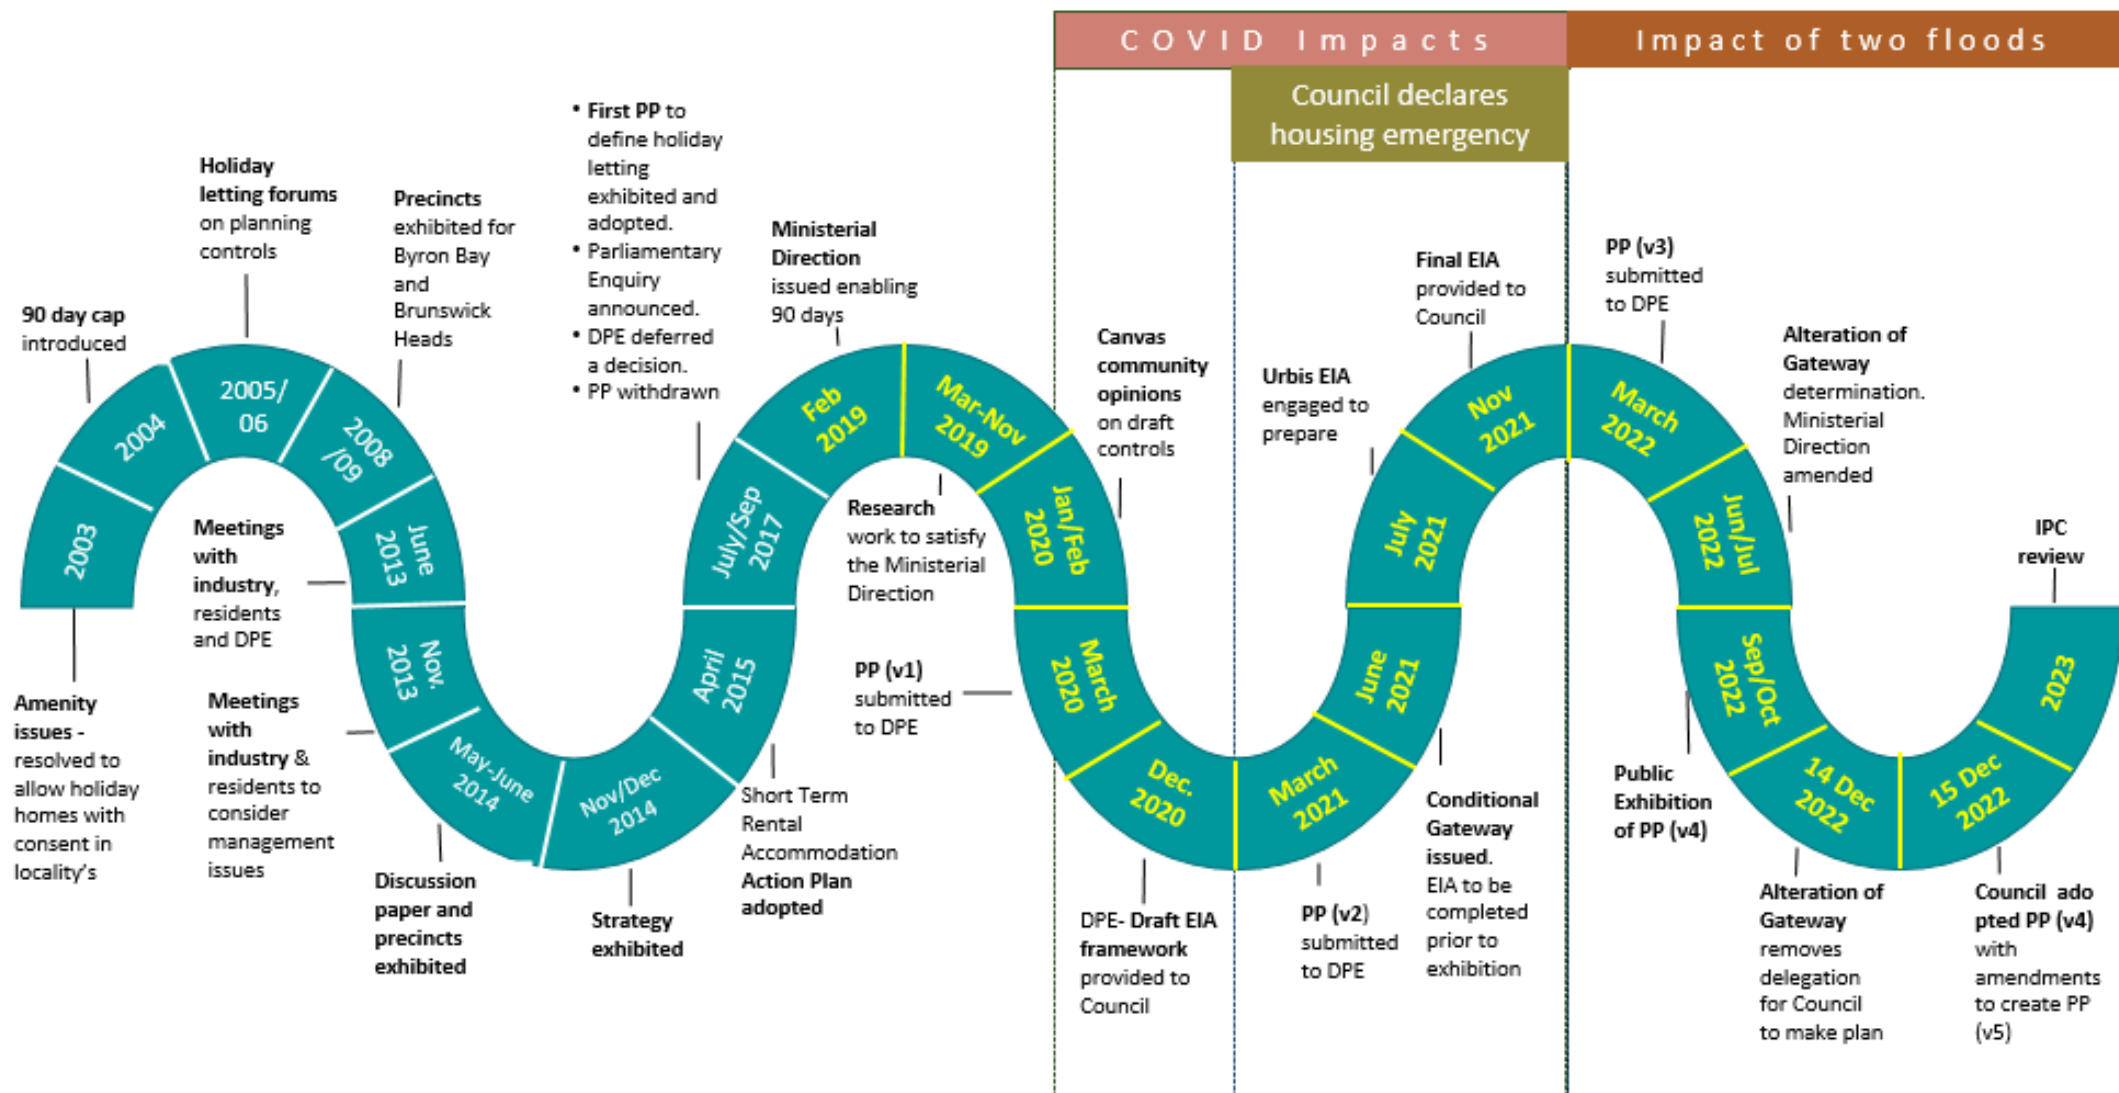 COVID Impacts
Impact of two floods
Council declares
housing emergency
2003
Amenity
issues -
resolved to
allow holiday
homes with
consent in
locality's
2004
90 day cap
introduced
2005/
06
Holiday
letting forums
on planning
controls
2008
/09
Precincts
exhibited for
Byron Bay
and
Brunswick
Heads
June
2013
Meetings
with
industry,
residents
and DPE
Nov.
2013
Meetings
with
industry &
residents to
consider
management
issues
May-June
2014
Discussion
paper and
precincts
exhibited
Nov/Dec
2014
Strategy
exhibited
April
2015
Short Term
Rental
Accommodation
Action Plan
adopted
July/Sep
2017
• First PP to
define holiday
letting
exhibited and
adopted.
• Parliamentary
Enquiry
announced.
• DPE deferred
a decision.
• PP withdrawn
Feb
2019
Ministerial
Direction
issued enabling
90 days
Mar-Nov
2019
Research
work to satisfy
the Ministerial
Direction
Jan/Feb
2020
Canvas
community
opinions
on draft
controls
March
2020
PP (v1)
submitted
to DPE
Dec.
2020
DPE- Draft EIA
framework
provided to
Council
March
2021
PP (v2)
submitted
to DPE
June
2021
Conditional
Gateway
issued.
EIA to be
completed
prior to
exhibition
July
2021
Urbis EIA
engaged to
prepare
Nov
2021
Final EIA
provided to
Council
March
2022
PP (v3)
submitted
to DPE
Jun/Jul
2022
Alteration of
Gateway
determination.
Ministerial
Direction
amended
Sep/Oct
2022
Public
Exhibition
of PP (v4)
14 Dec
2022
Alteration of
Gateway
removes
delegation
for Council
to make plan
15 Dec
2022
Council ado
pted PP (v4)
with
amendments
to create PP
(v5)
2023
IPC
review